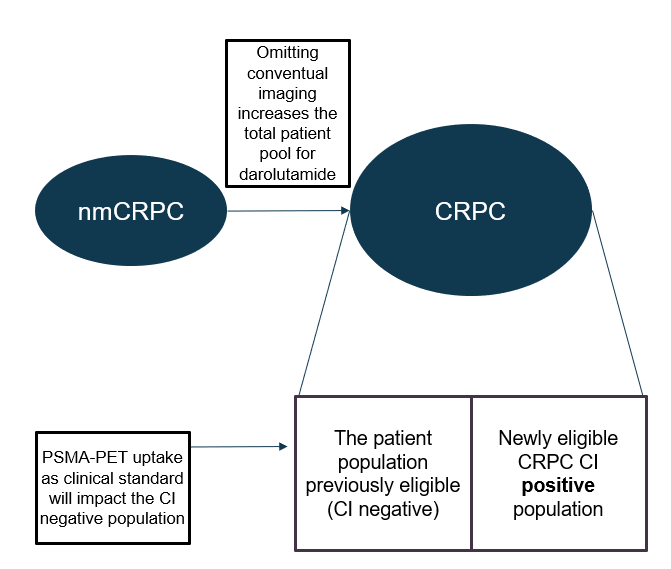 Omitting
conventual
imaging
increases the
total patient
pool for
darolutamide
nmCRPC
CRPC
PSMA-PET uptake
as clinical standard
will impact the CI
negative population
The patient
population
previously eligible
(CI negative)
Newly eligible
CRPC CI
positive
population